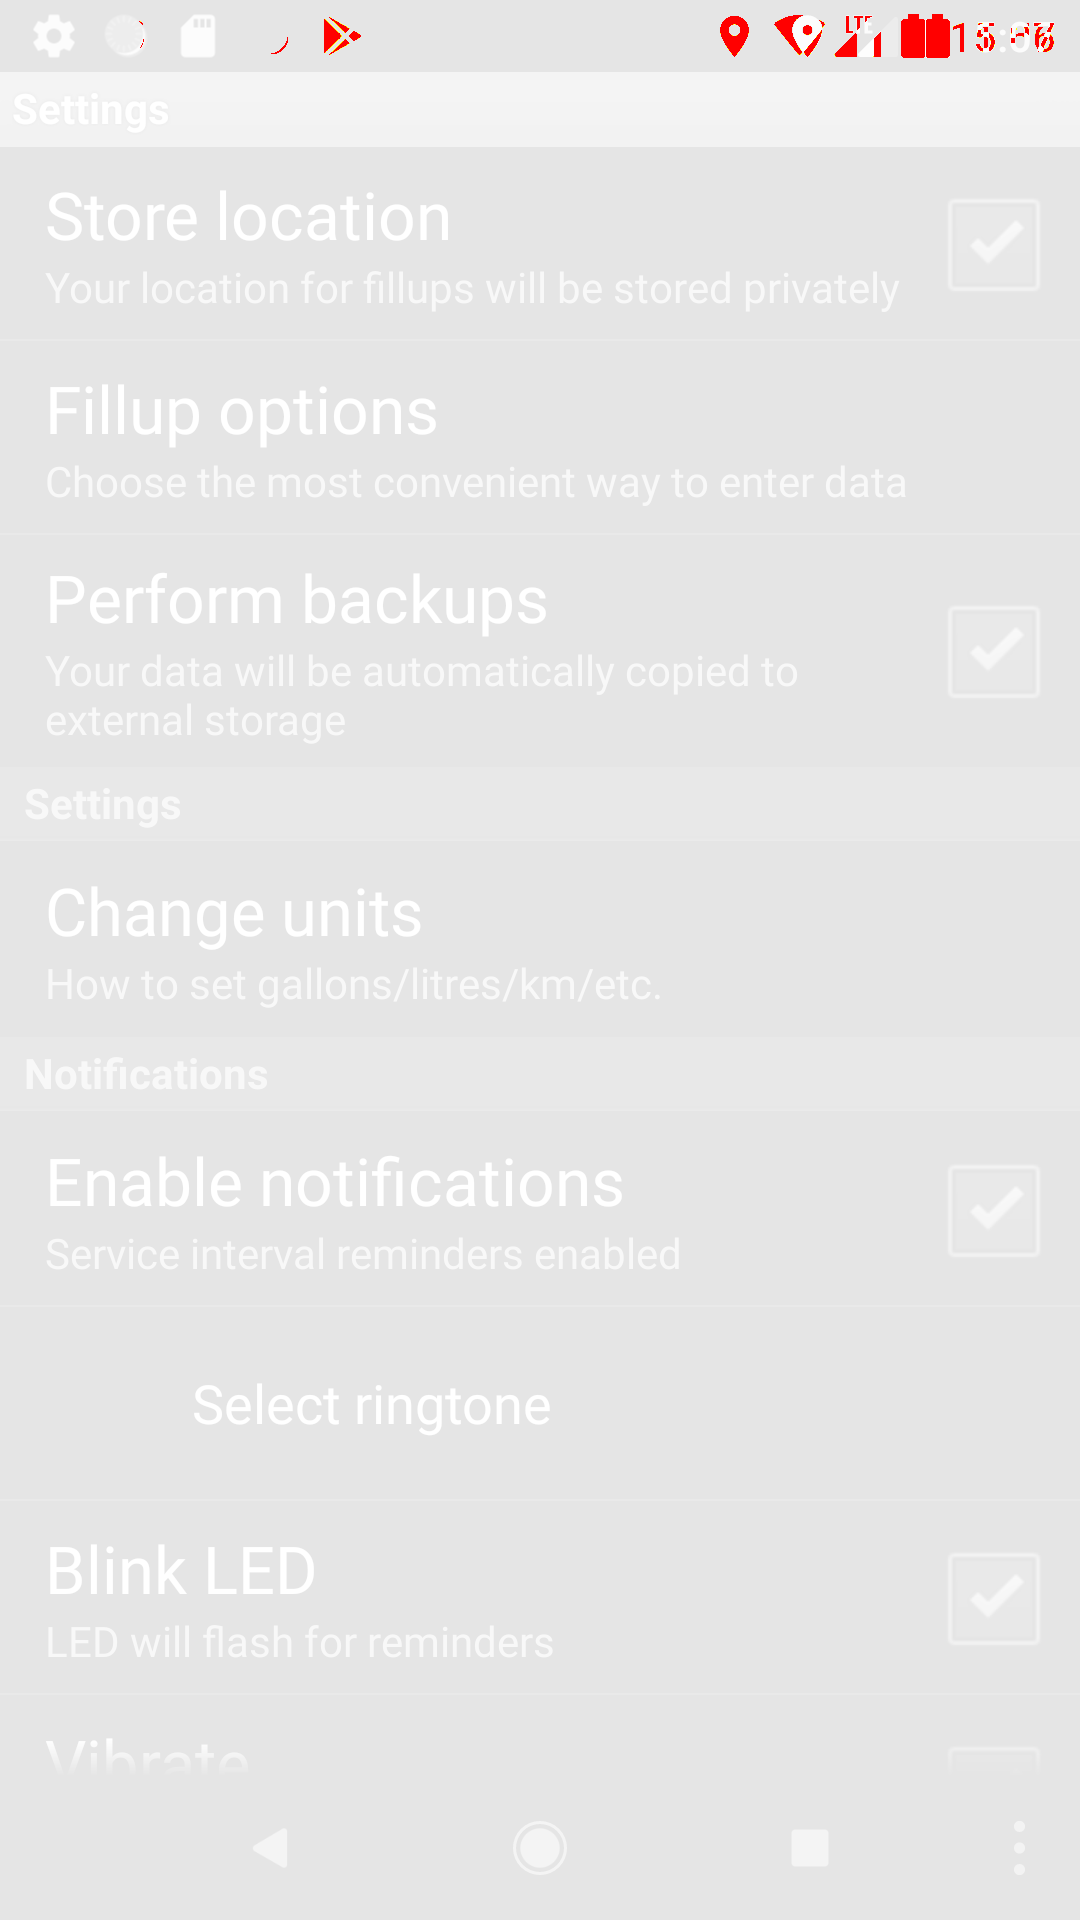 LTE
Settings
Store location
Your location for fillups will be stored privately
Fillup options
Choose the most convenient way to enter data
Perform backups
Your data will be automatically copied to
external storage
Settings
Change units
How to set gallons/litres/km/etc.
Notifications
Enable notifications
Service interval reminders enabled
Select ringtone
Blink LED
LED will flash for reminders
Vibrate